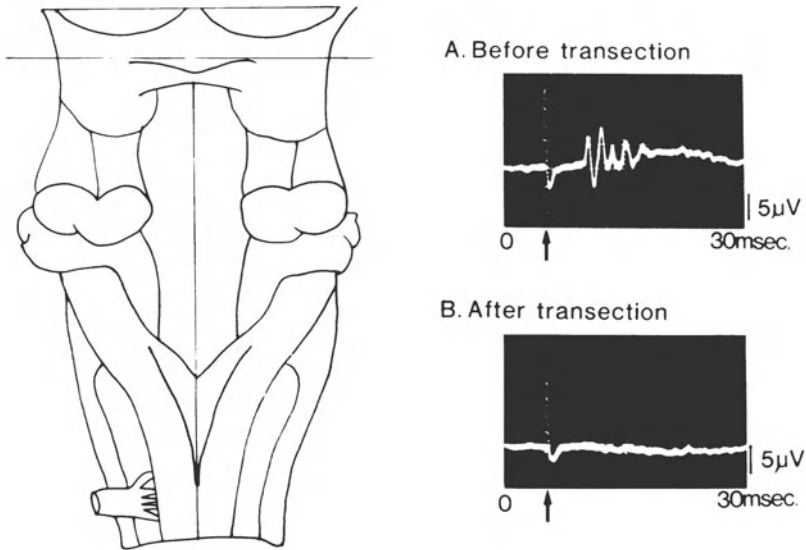 A. Before transection
5μV
0 30msec.
B. After transection
5μV
0 30msec.